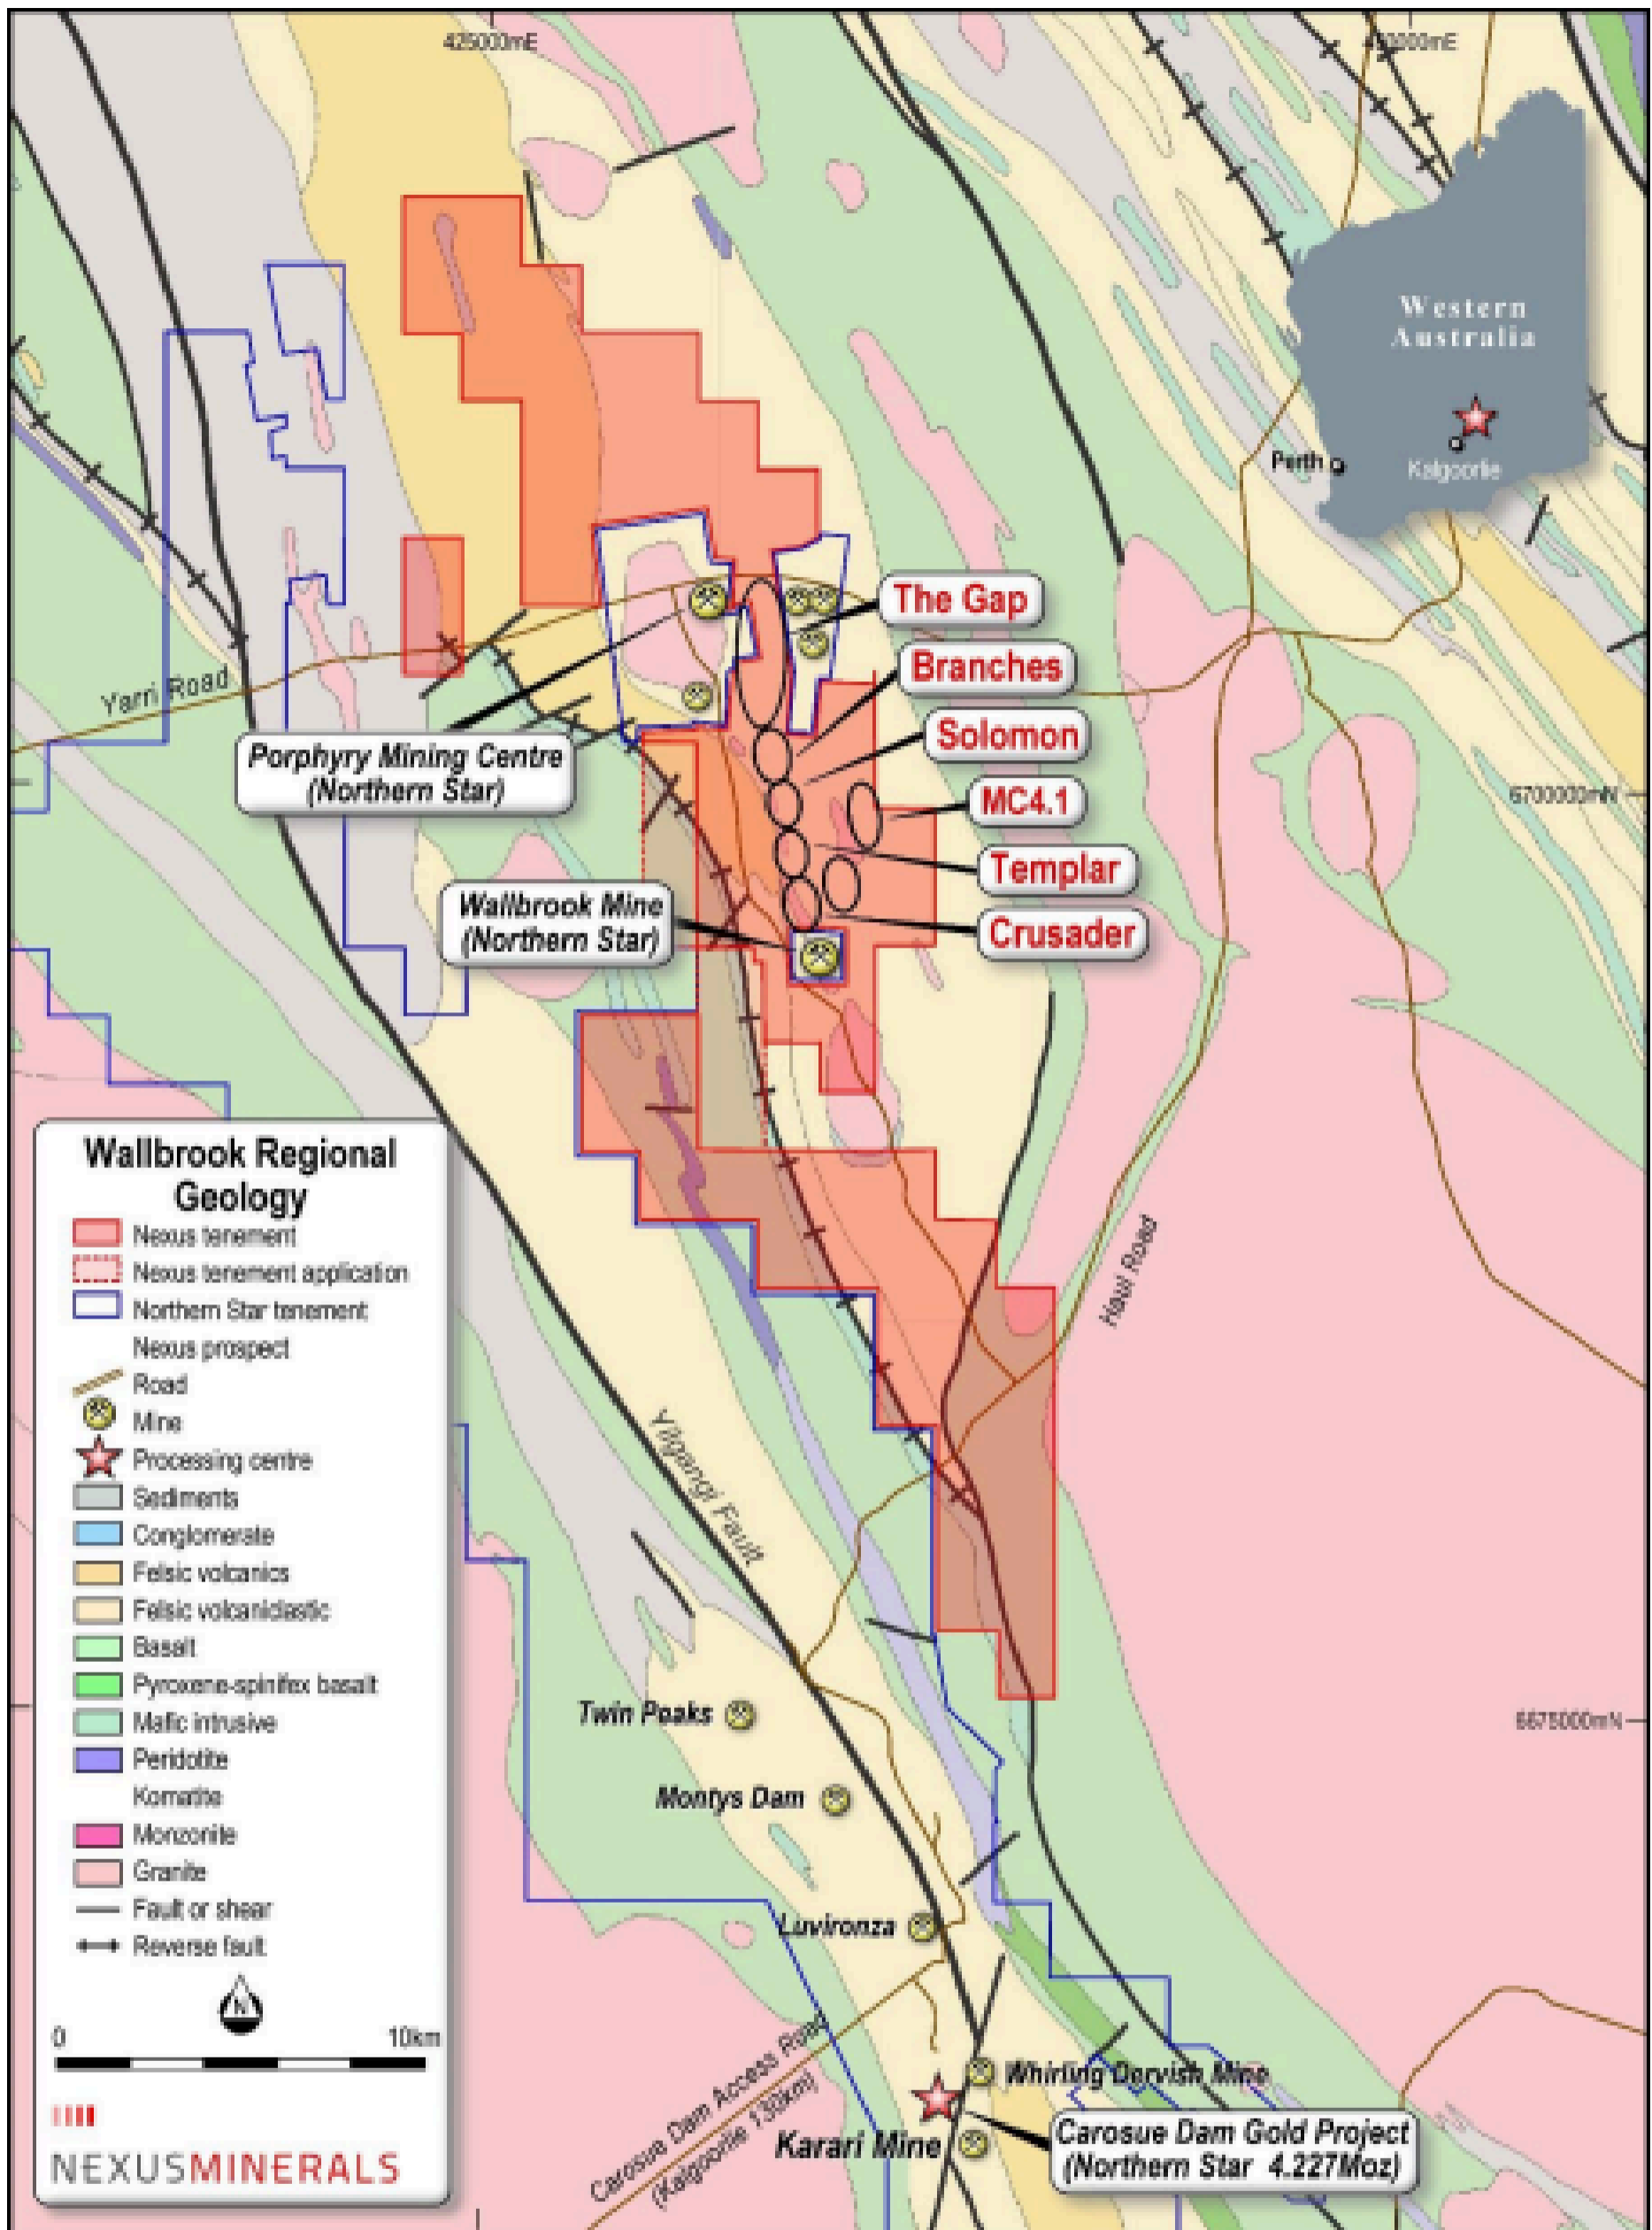 425000mE
Western
Australia
Perth
Kalgoorlie
The Gap
Branches
Yarri Road
Solomon
Porphyry Mining Centre
(Northern Star)
MC4.1
6700000mN
Templar
Wallbrook Mine
(Northern Star)
Crusader
Wallbrook Regional
Geology
Nexus tenement
Nexus tenement application
Northern Star tenement
Nexus prospect
Road
Mine
Processing centre
Sediments
Conglomerate
Felsic volcanics
Felsic volcaniclastic
Basalt
Pyroxene-spinifex basalt
Mafic intrusive
Peridotite
Komatite
Monzonite
Granite
Fault or shear
Reverse fault
N
0 10km
NEXUSMINERALS
Haul Road
Yilgangi Fault
Twin Peaks
6675000mN
Montys Dam
Luvironza
Carosue Dam Access Road
(Kalgoorlie 130km)
Whirling Dervish Mine
Karari Mine
Carosue Dam Gold Project
(Northern Star 4.227Moz)